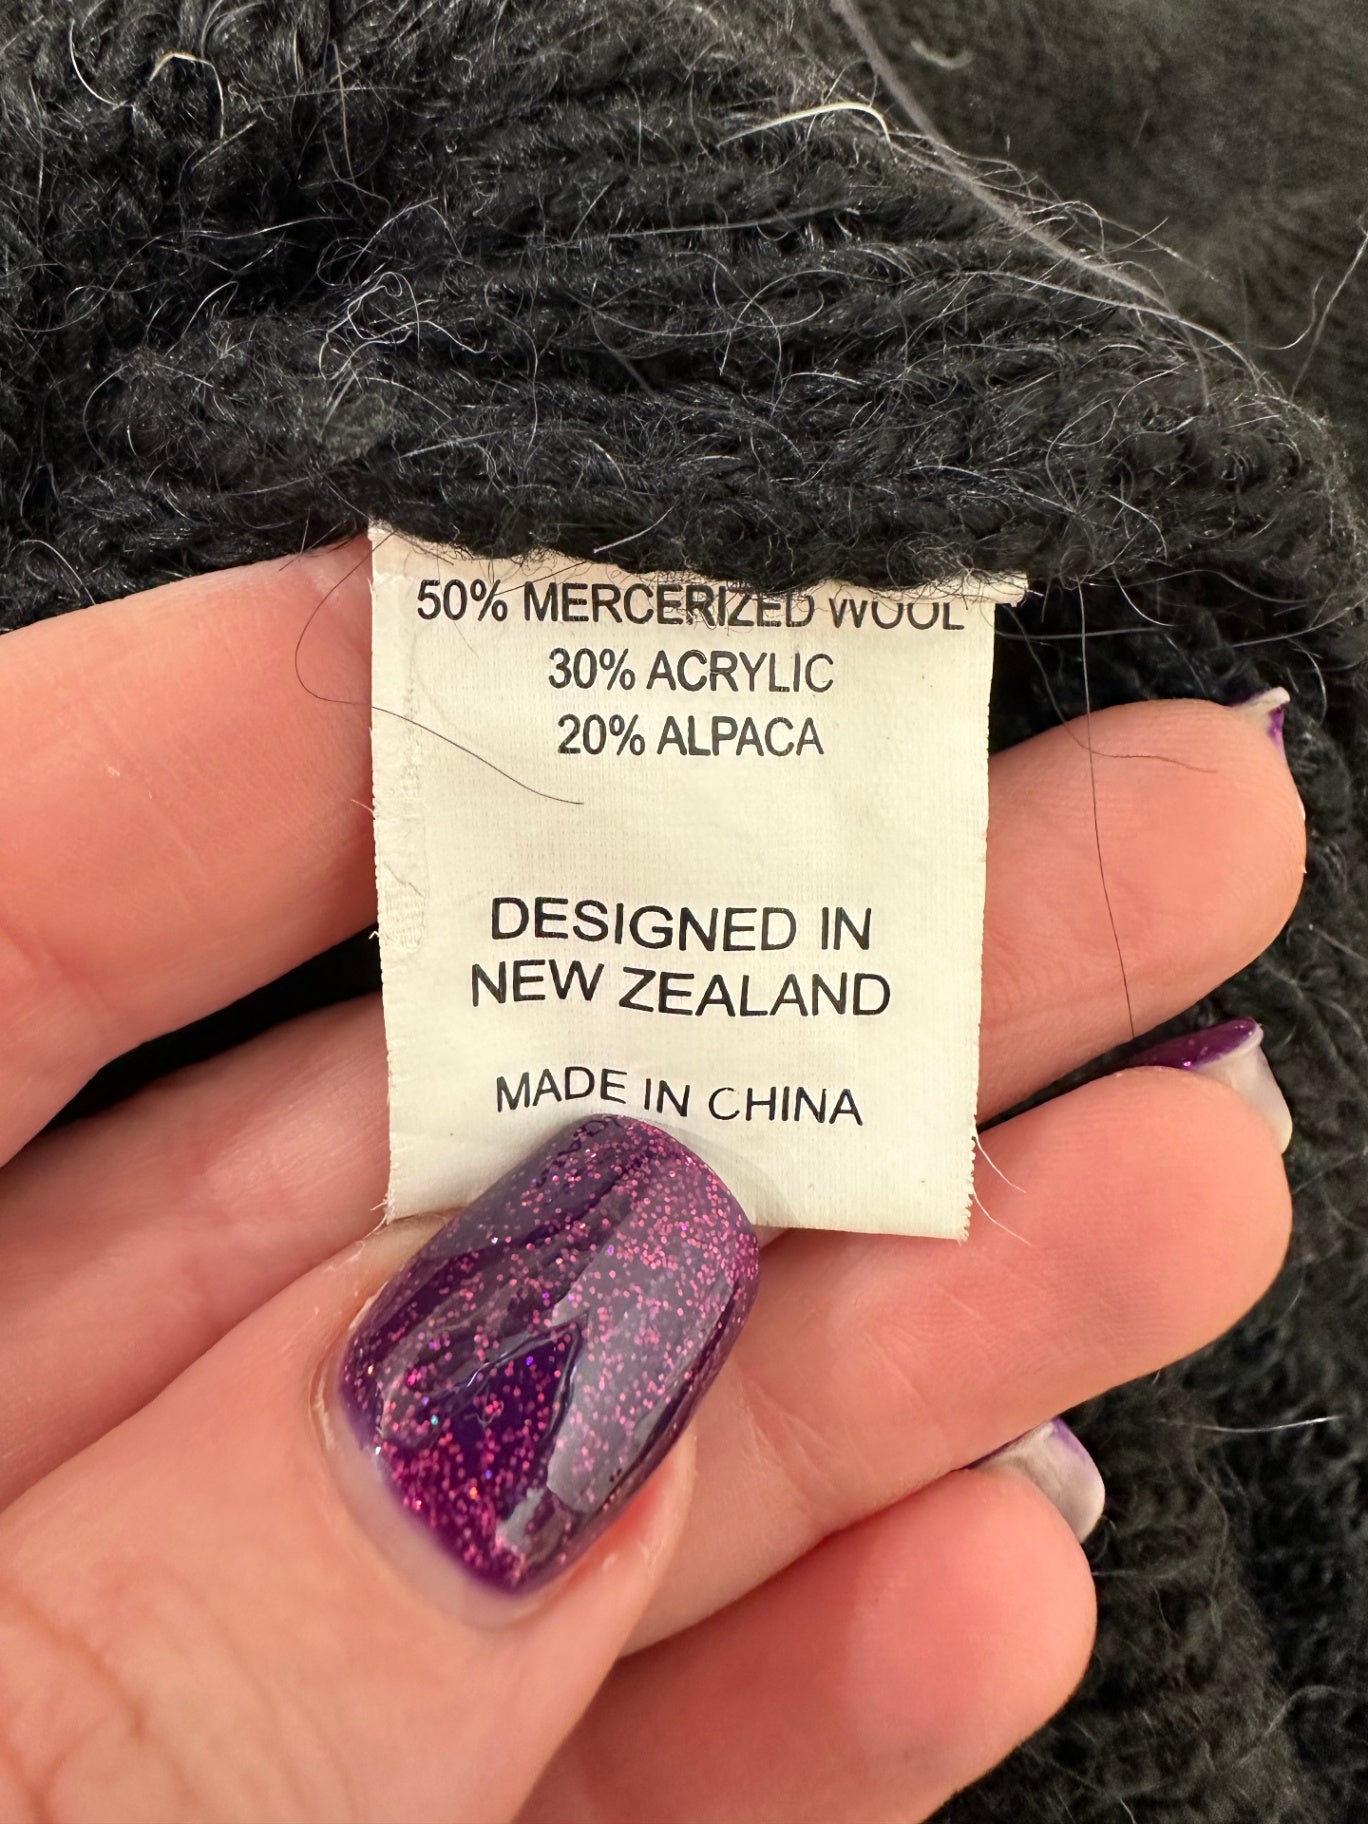 50% MERCERIZED WOOL
30% ACRYLIC
20% ALPACA
DESIGNED IN
NEW ZEALAND
MADE IN CHINA